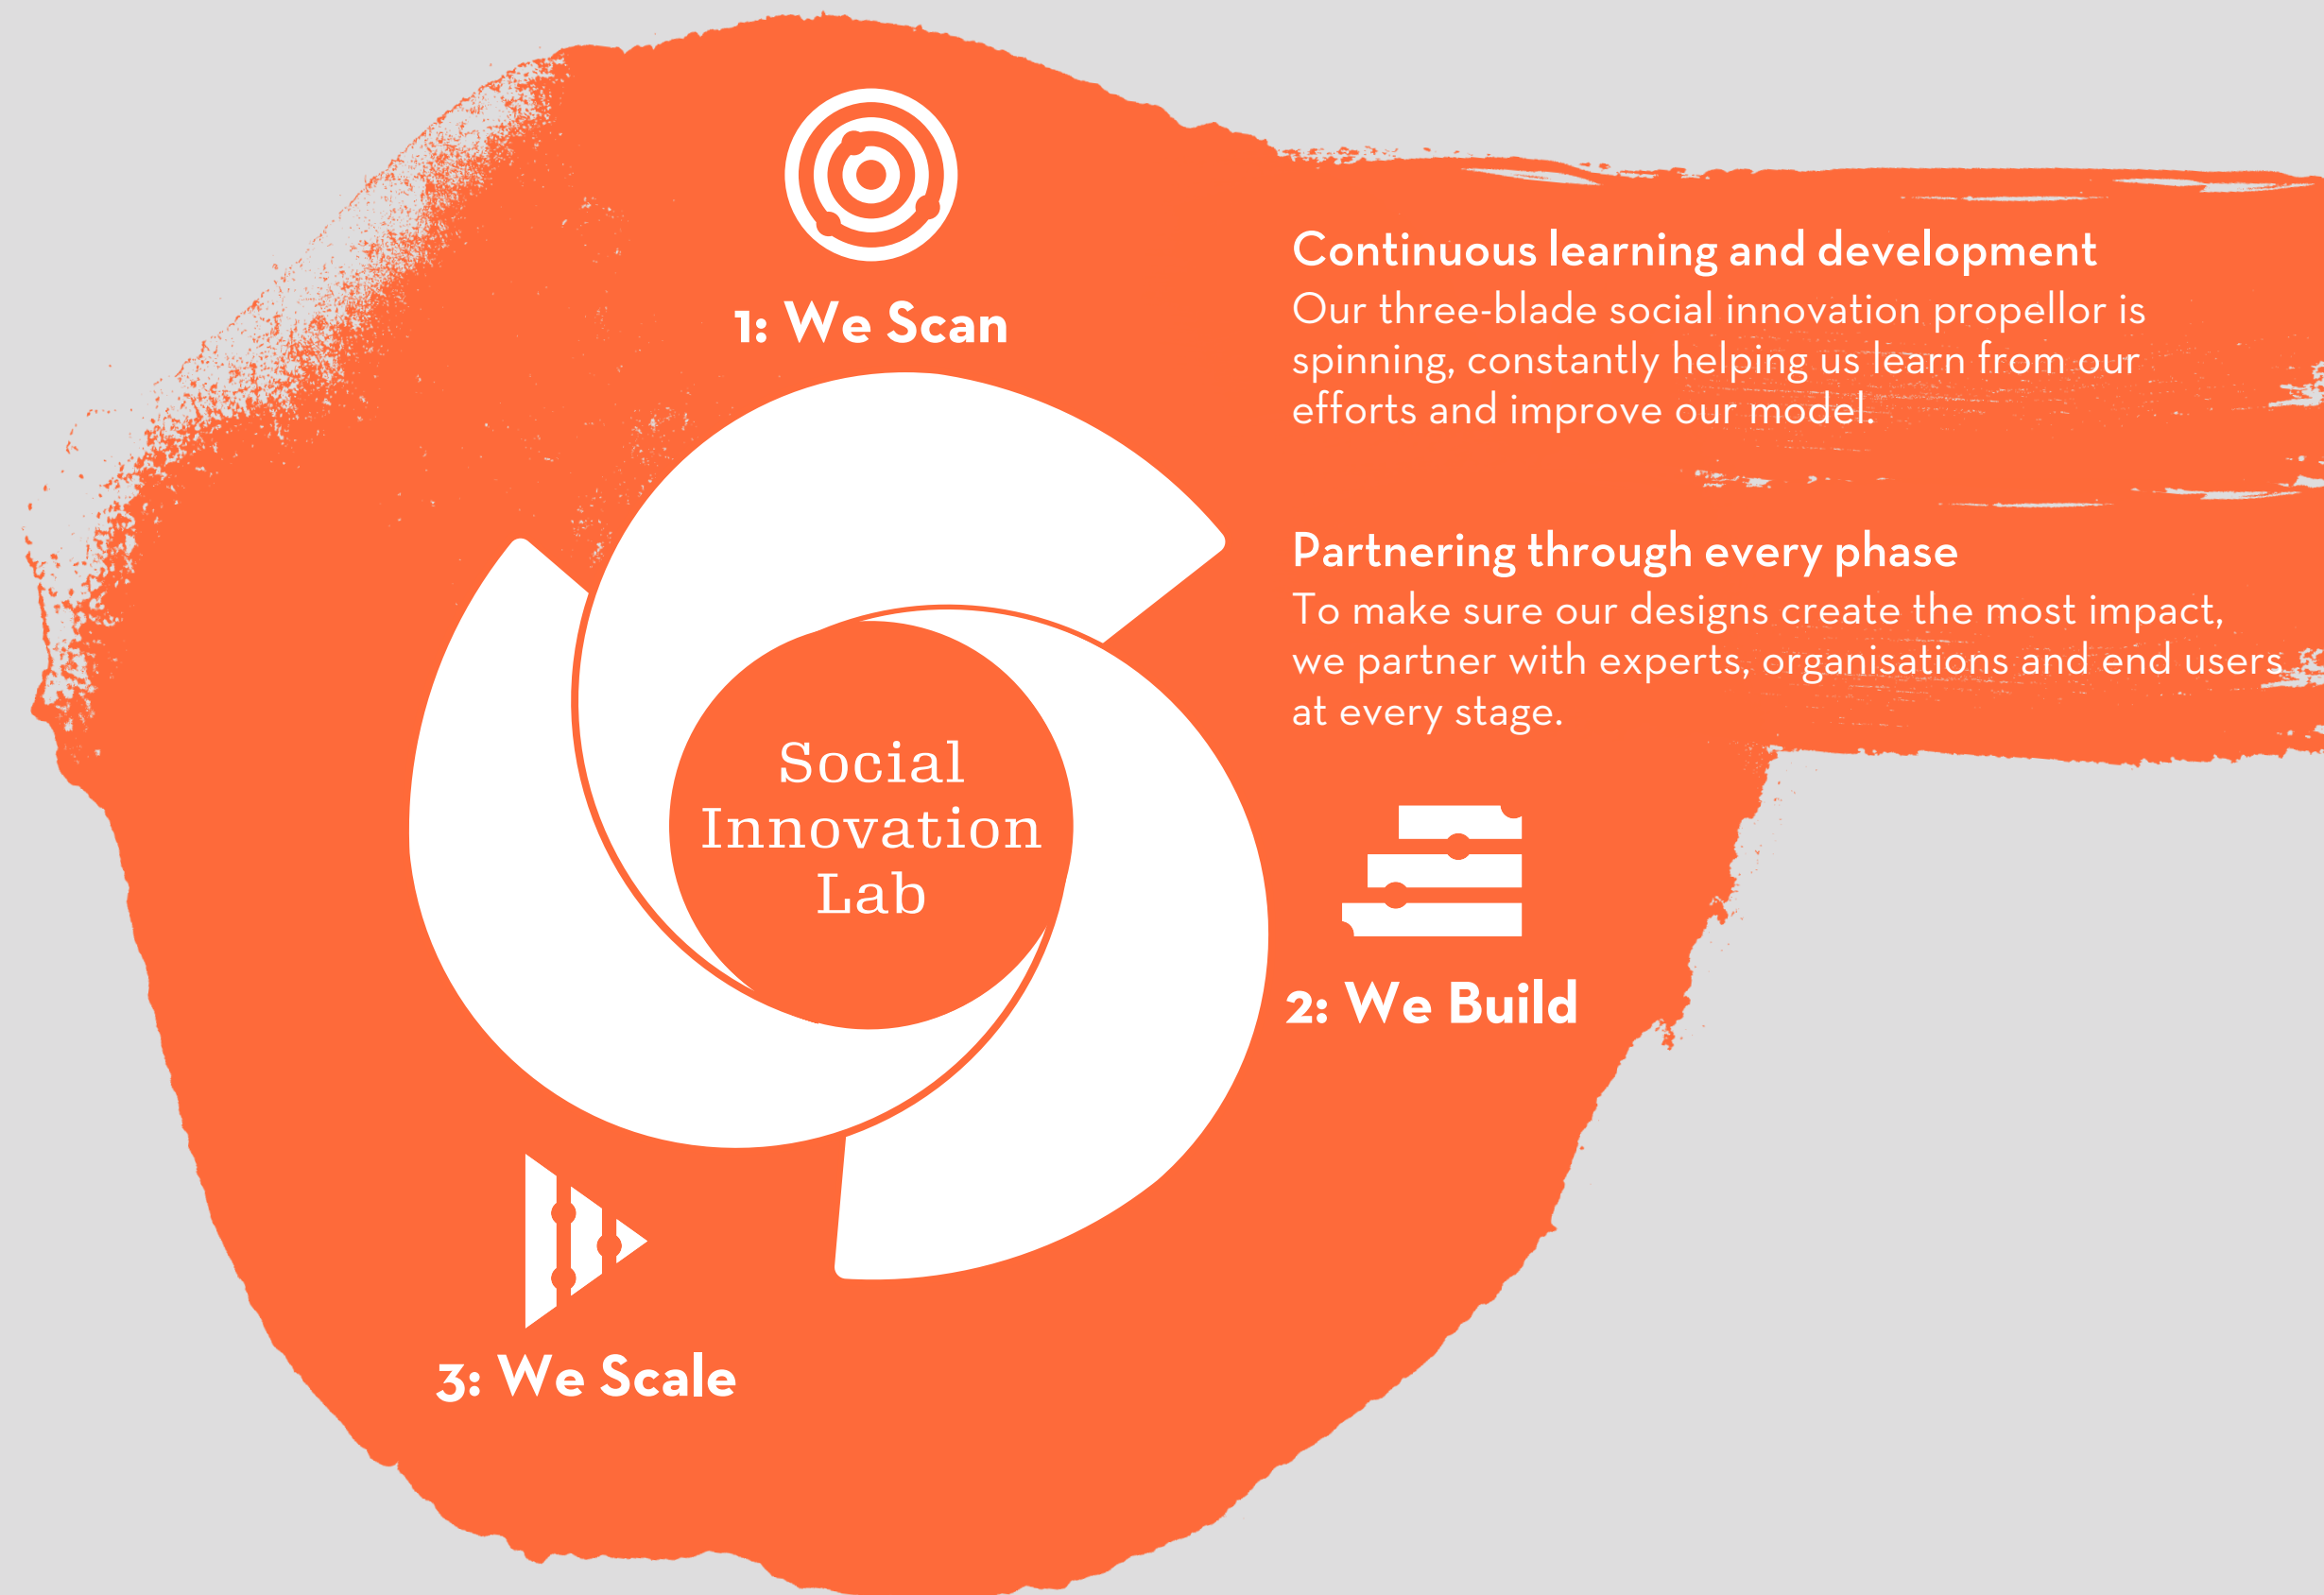 1: We Scan
Continuous learning and development
Our three-blade social innovation propellor is
spinning, constantly helping us learn from our
efforts and improve our model.
Partnering through every phase
To make sure our designs create the most impact,
we partner with experts, organisations and end users
at every stage.
Social
Innovation
Lab
2: We Build
3: We Scale